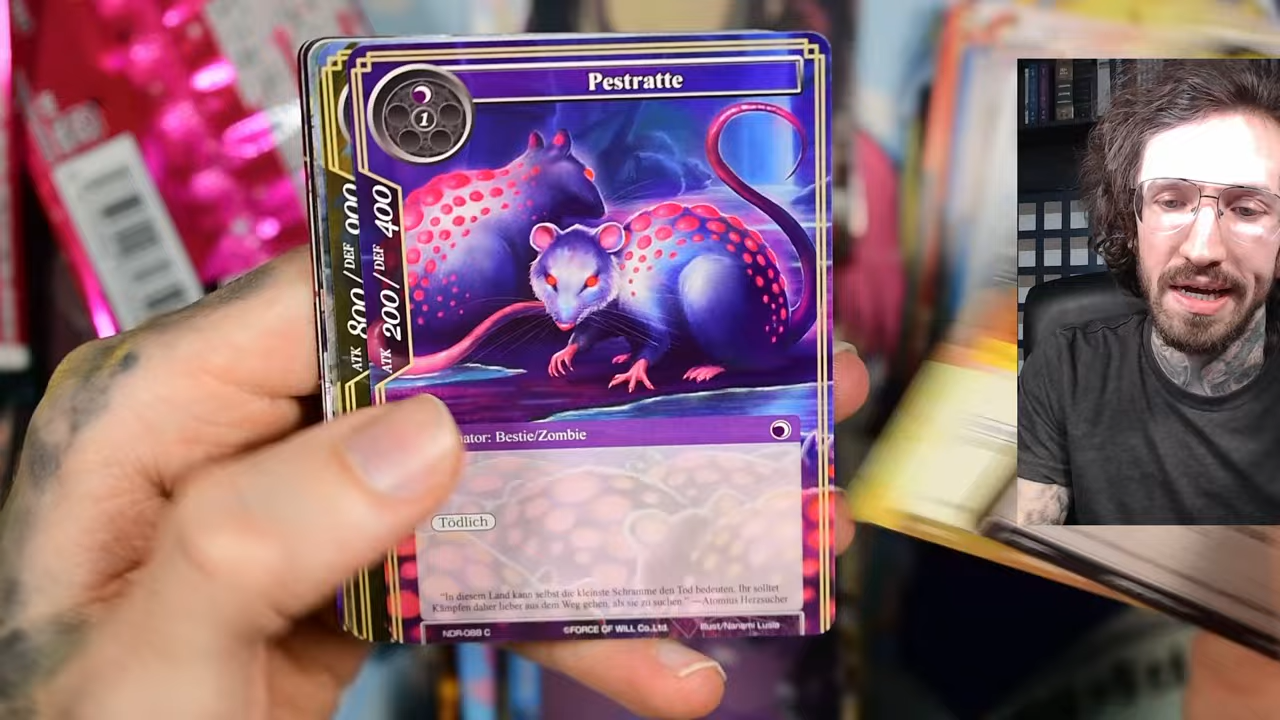 Pestratte
1
ATK 800 / DEF 900
ATK 200 / DEF 400
nator: Bestie/Zombie
Tödlich
"In diesem Land kann selbst die kleinste Schramme den Tod bedeuten. Ihr solltet
Kämpfen daher lieber aus dem Weg gehen, als sie zu suchen." —Atomius Herzsucher
NDR-088 C ©FORCE OF WILL Co.,Ltd. Illust/Nanami Lusia